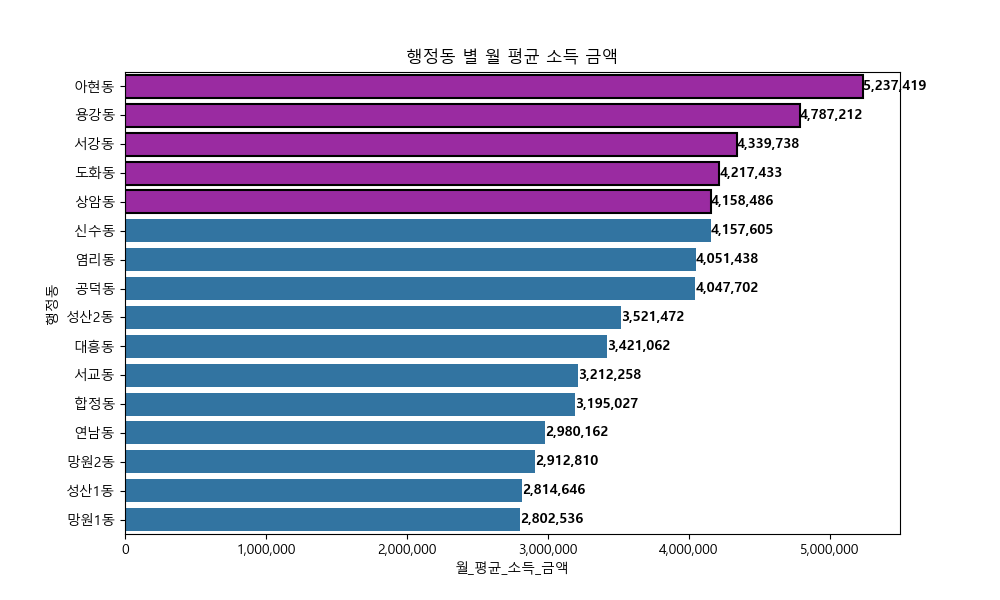 행정동 별 월 평균 소득 금액
아현동 5,237,419
용강동 4,787,212
서강동 4,339,738
도화동 4,217,433
상암동 4,158,486
신수동 4,157,605
염리동 4,051,438
공덕동 4,047,702
행정동
성산2동 3,521,472
대흥동 3,421,062
서교동 3,212,258
합정동 3,195,027
연남동 2,980,162
망원2동 2,912,810
성산1동 2,814,646
망원1동 2,802,536
0 1,000,000 2,000,000 3,000,000 4,000,000 5,000,000
월_평균_소득_금액